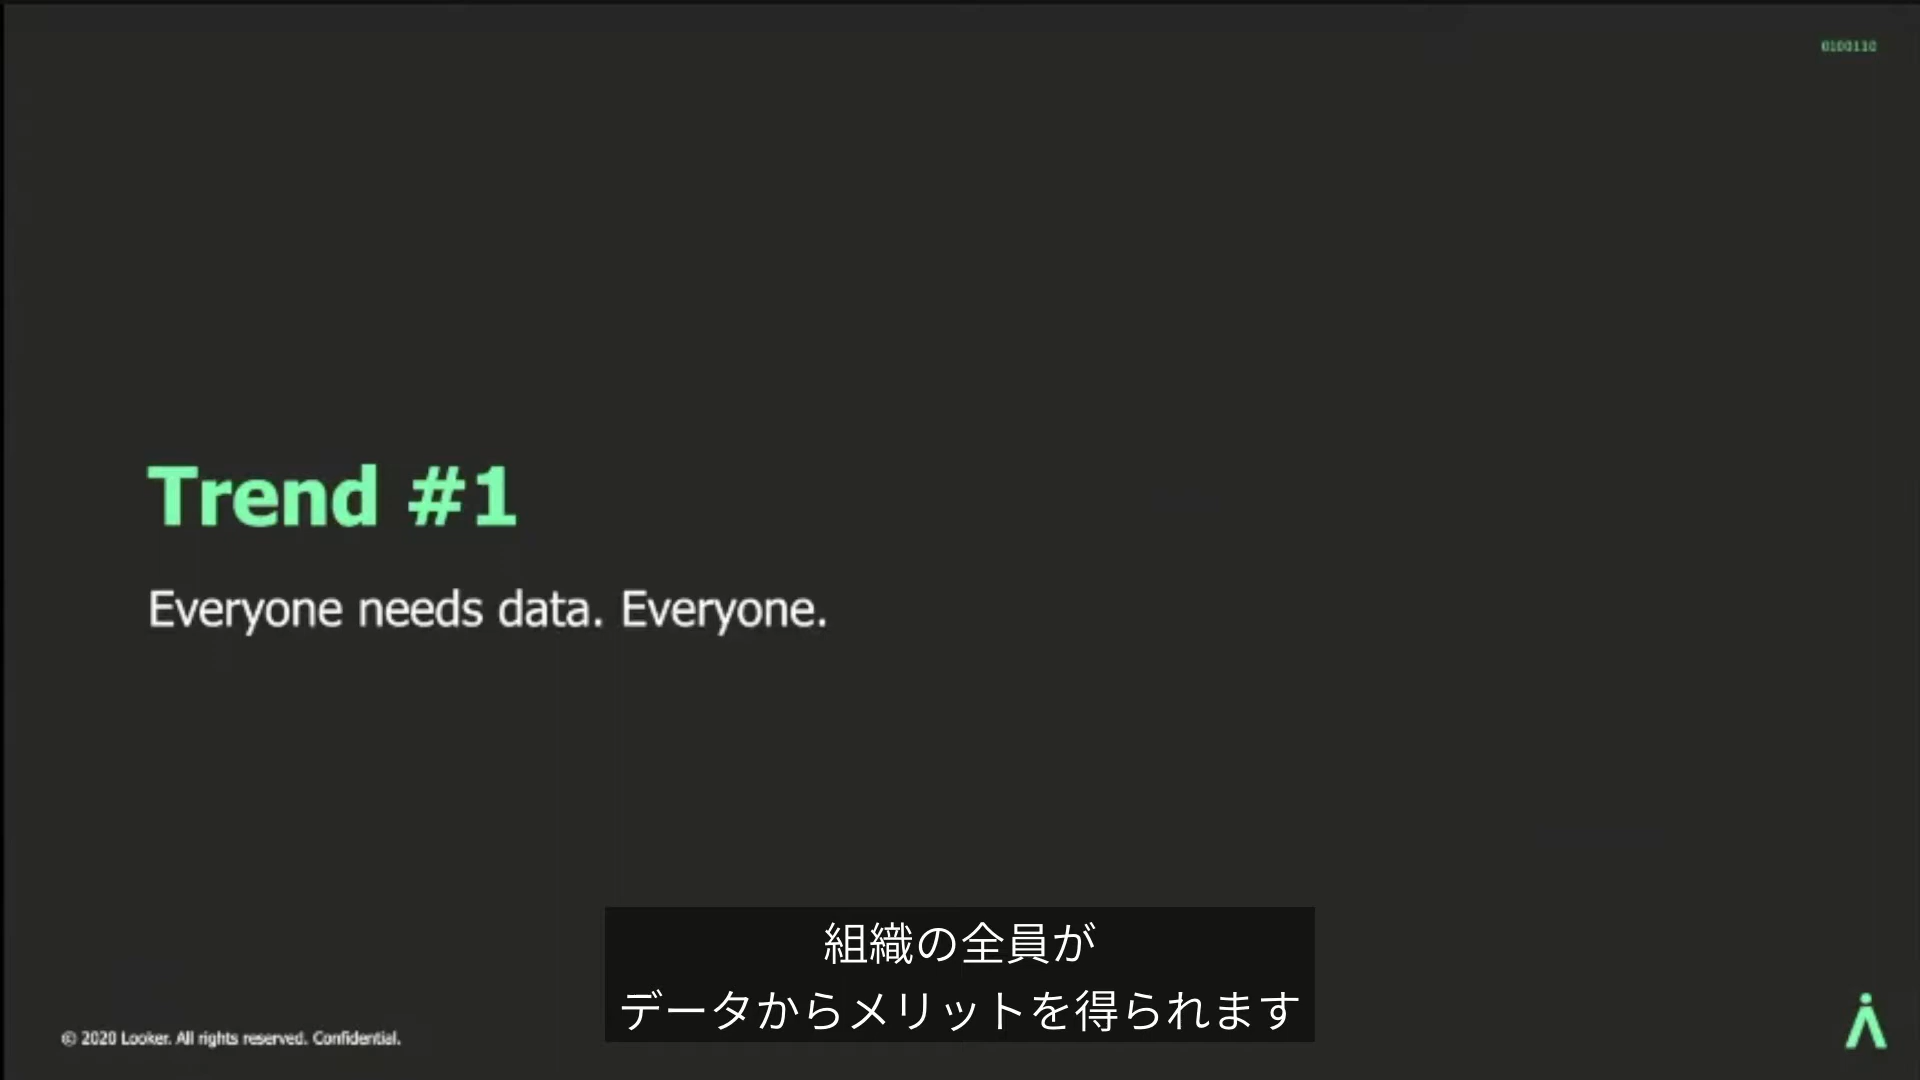 0100110
Trend #1
Everyone needs data. Everyone.
組織の全員が
データからメリットを得られます
© 2020 Looker. All rights reserved. Confidential.